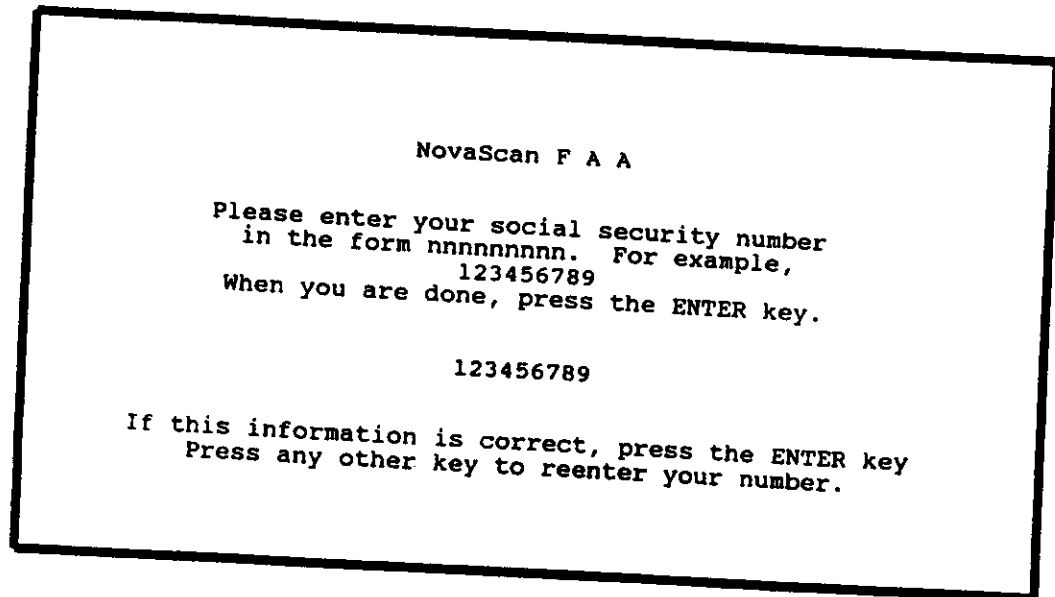 NovaScan F A A
Please enter your social security number
in the form nnnnnnnnn. For example,
123456789
When you are done, press the ENTER key.
123456789
If this information is correct, press the ENTER key
Press any other key to reenter your number.